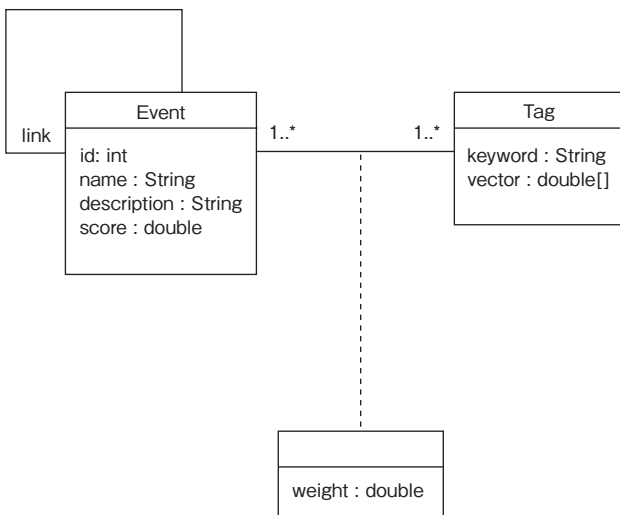 Event
link
id: int
name : String
description : String
score : double
1..*
1..*
Tag
keyword : String
vector : double[]
weight : double